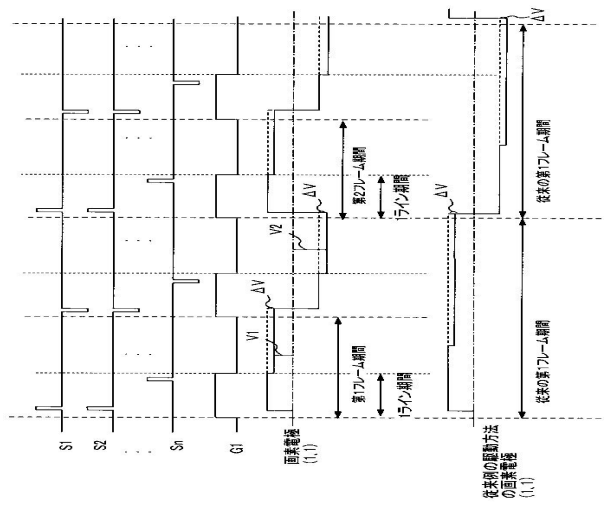 S1
S2
. . .
. . .
. . .
. . .
. . .
Sn
G1
画素電極
(1,1)
V1
ΔV
V2
ΔV
第1フレーム期間
第2フレーム期間
1ライン期間
1ライン期間
従来例の駆動方法
の画素電極
(1,1)
ΔV
ΔV
従来の第1フレーム期間
従来の第1フレーム期間